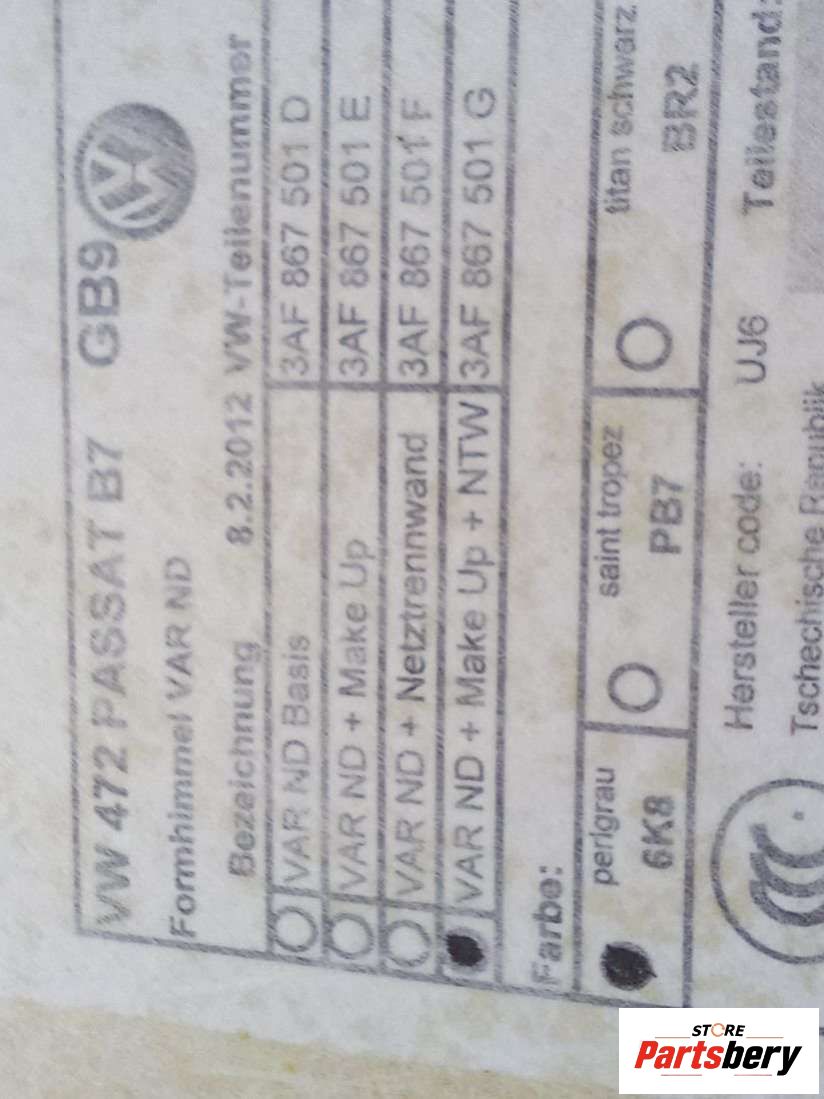 VW 472 PASSAT B7 GB9
Formhimmel VAR ND
Bezeichnung 8.2.2012 VW-Teilenummer
VAR ND Basis 3AF 867 501 D
VAR ND + Make Up 3AF 867 501 E
VAR ND + Netztrennwand 3AF 867 501 F
VAR ND + Make Up + NTW 3AF 867 501 G
Farbe:
perlgrau saint tropez titan schwarz
6K8 PB7 BR2
Hersteller code: UJ6 Teilestand:
Tschechische Republik
STORE
Partsbery